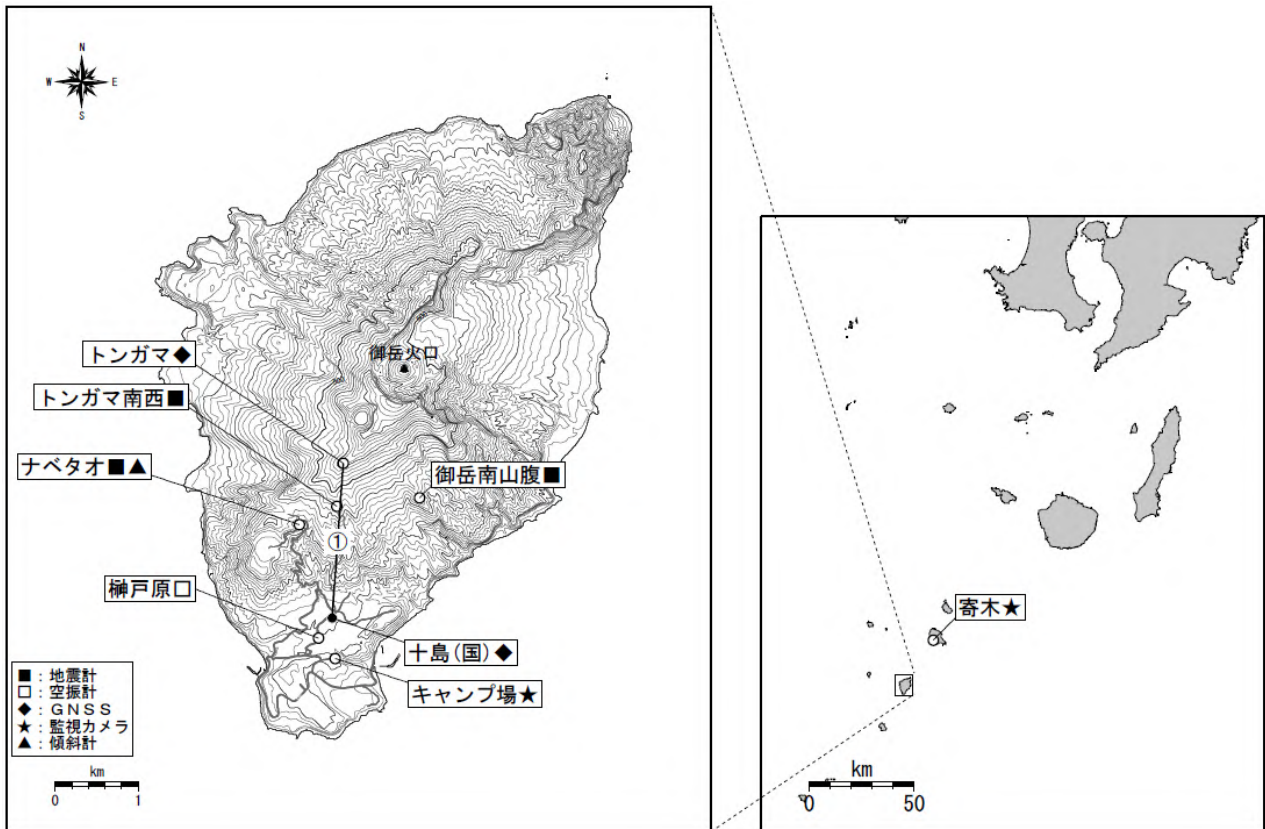 N
W E
S
御岳火口
トンガマ◆
トンガマ南西■
ナベタオ■▲
御岳南山腹■
①
榊戸原□
十島(国)◆
キャンプ場★
■：地震計
□：空振計
◆：ＧＮＳＳ
★：監視カメラ
▲：傾斜計
km
0 1
寄木★
km
0 50